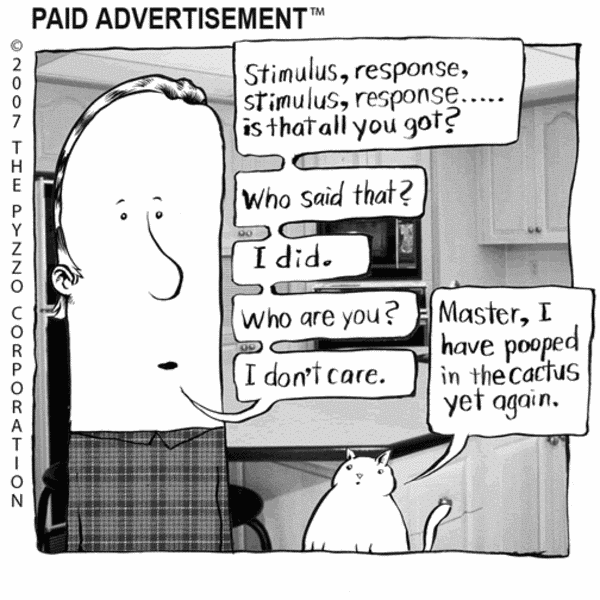 PAID ADVERTISEMENT™
© 2007 THE PYZZO CORPORATION
Stimulus, response,
stimulus, response.....
is that all you got?
Who said that?
I did.
Who are you?
I don't care.
Master, I
have pooped
in the cactus
yet again.